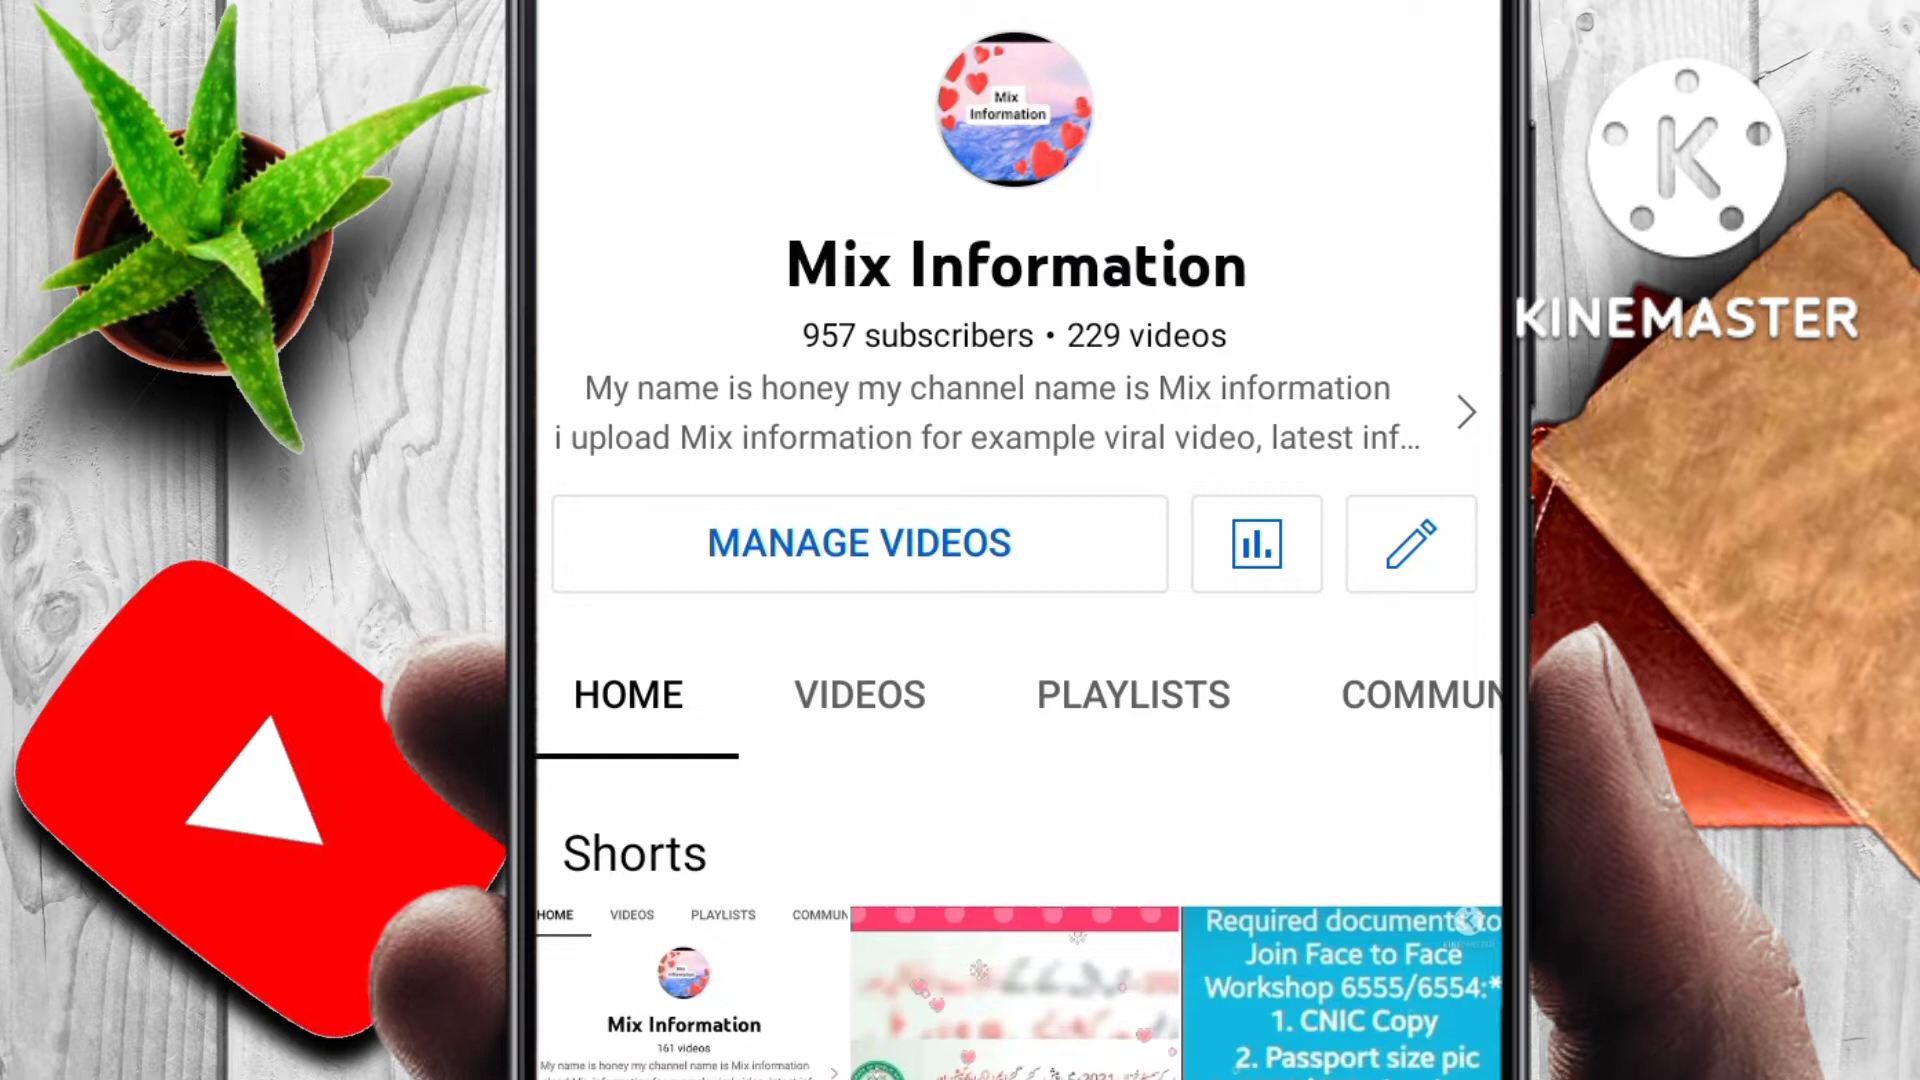 Mix
Information
Mix Information
957 subscribers • 229 videos
My name is honey my channel name is Mix information
i upload Mix information for example viral video, latest inf...
MANAGE VIDEOS
HOME VIDEOS PLAYLISTS COMMUN
Shorts
K
KINEMASTER
HOME VIDEOS PLAYLISTS COMMUN
Mix Information
161 videos
My name is honey my channel name is Mix information
2021
Required documents to
Join Face to Face
Workshop 6555/6554:*
1. CNIC Copy
2. Passport size pic